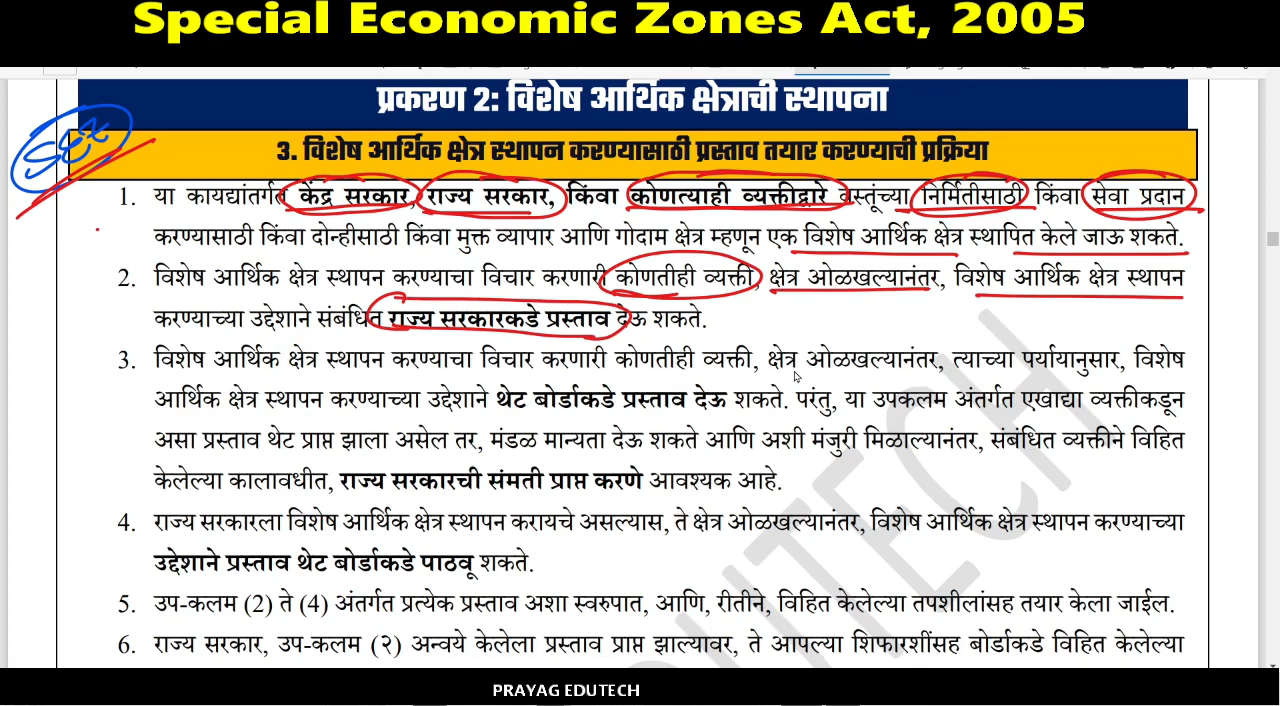 Special Economic Zones Act, 2005
प्रकरण 2: विशेष आर्थिक क्षेत्राची स्थापना
3. विशेष आर्थिक क्षेत्र स्थापन करण्यासाठी प्रस्ताव तयार करण्याची प्रक्रिया
1. या कायद्यांतर्गत केंद्र सरकार, राज्य सरकार, किंवा कोणत्याही व्यक्तीद्वारे वस्तूंच्या निर्मितीसाठी किंवा सेवा प्रदान
करण्यासाठी किंवा दोन्हीसाठी किंवा मुक्त व्यापार आणि गोदाम क्षेत्र म्हणून एक विशेष आर्थिक क्षेत्र स्थापित केले जाऊ शकते.
2. विशेष आर्थिक क्षेत्र स्थापन करण्याचा विचार करणारी कोणतीही व्यक्ती, क्षेत्र ओळखल्यानंतर, विशेष आर्थिक क्षेत्र स्थापन
करण्याच्या उद्देशाने संबंधित राज्य सरकारकडे प्रस्ताव देऊ शकते.
3. विशेष आर्थिक क्षेत्र स्थापन करण्याचा विचार करणारी कोणतीही व्यक्ती, क्षेत्र ओळखल्यानंतर, त्याच्या पर्यायानुसार, विशेष
आर्थिक क्षेत्र स्थापन करण्याच्या उद्देशाने थेट बोर्डाकडे प्रस्ताव देऊ शकते. परंतु, या उपकलम अंतर्गत एखाद्या व्यक्तीकडून
असा प्रस्ताव थेट प्राप्त झाला असेल तर, मंडळ मान्यता देऊ शकते आणि अशी मंजुरी मिळाल्यानंतर, संबंधित व्यक्तीने विहित
केलेल्या कालावधीत, राज्य सरकारची संमती प्राप्त करणे आवश्यक आहे.
4. राज्य सरकारला विशेष आर्थिक क्षेत्र स्थापन करायचे असल्यास, ते क्षेत्र ओळखल्यानंतर, विशेष आर्थिक क्षेत्र स्थापन करण्याच्या
उद्देशाने प्रस्ताव थेट बोर्डाकडे पाठवू शकते.
5. उप-कलम (2) ते (4) अंतर्गत प्रत्येक प्रस्ताव अशा स्वरुपात, आणि, रीतीने, विहित केलेल्या तपशीलांसह तयार केला जाईल.
6. राज्य सरकार, उप-कलम (२) अन्वये केलेला प्रस्ताव प्राप्त झाल्यावर, ते आपल्या शिफारशींसह बोर्डाकडे विहित केलेल्या
PRAYAG EDUTECH